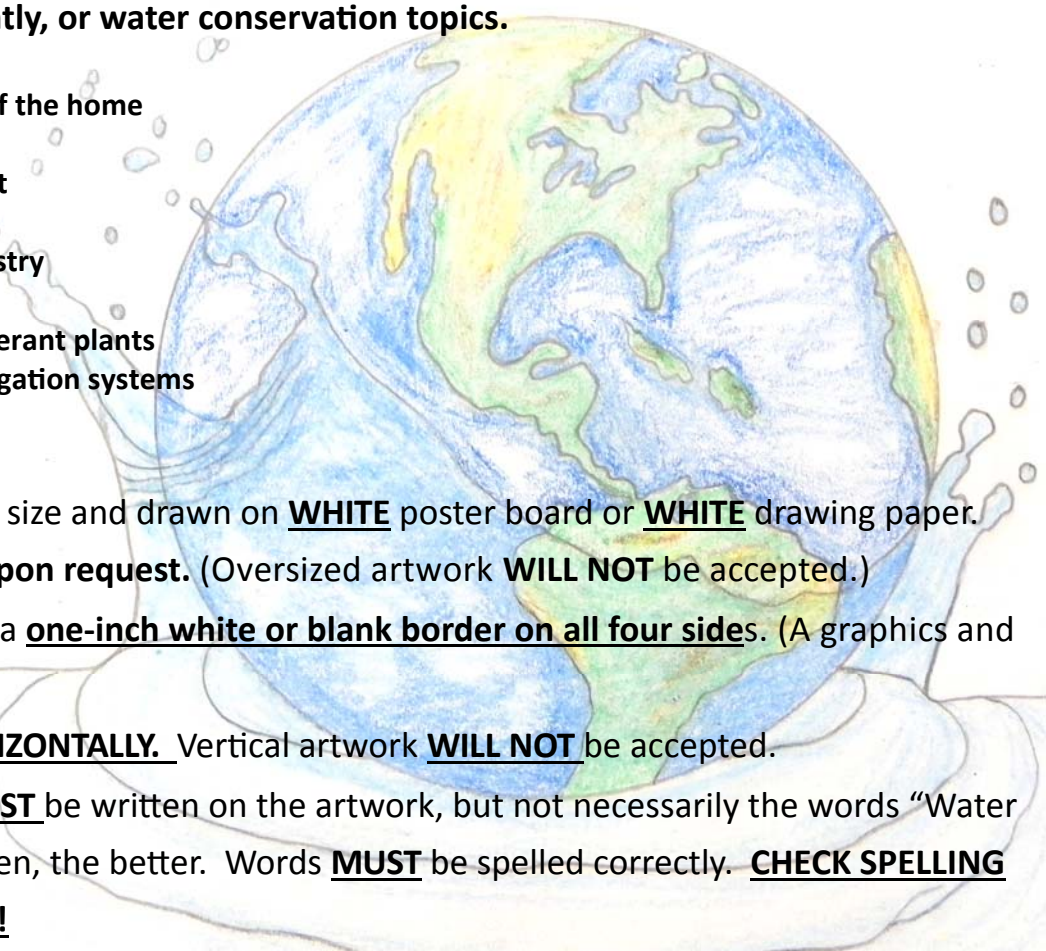 ntly, or water conservation topics.
f the home
t
stry
erant plants
gation systems
size and drawn on WHITE poster board or WHITE drawing paper.
pon request. (Oversized artwork WILL NOT be accepted.)
a one-inch white or blank border on all four sides. (A graphics and
IZONTALLY. Vertical artwork WILL NOT be accepted.
ST be written on the artwork, but not necessarily the words “Water
en, the better. Words MUST be spelled correctly. CHECK SPELLING
!